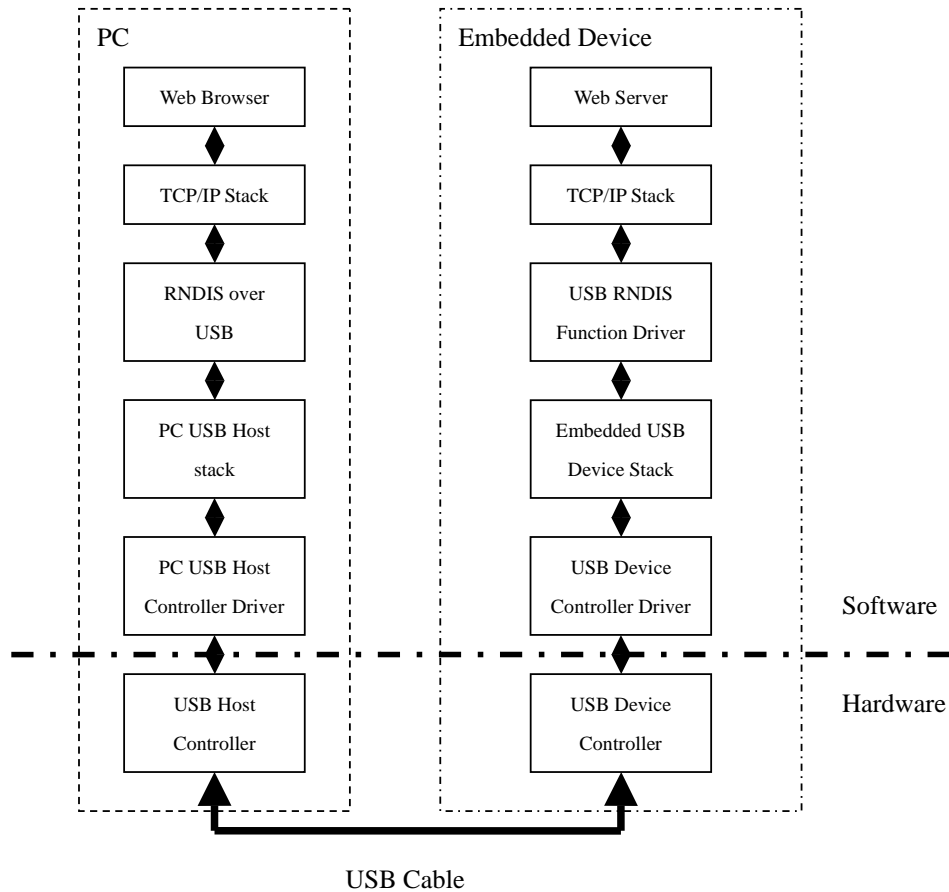 PC
Web Browser
TCP/IP Stack
RNDIS over
USB
PC USB Host
stack
PC USB Host
Controller Driver
USB Host
Controller
Embedded Device
Web Server
TCP/IP Stack
USB RNDIS
Function Driver
Embedded USB
Device Stack
USB Device
Controller Driver
USB Device
Controller
Software
Hardware
USB Cable